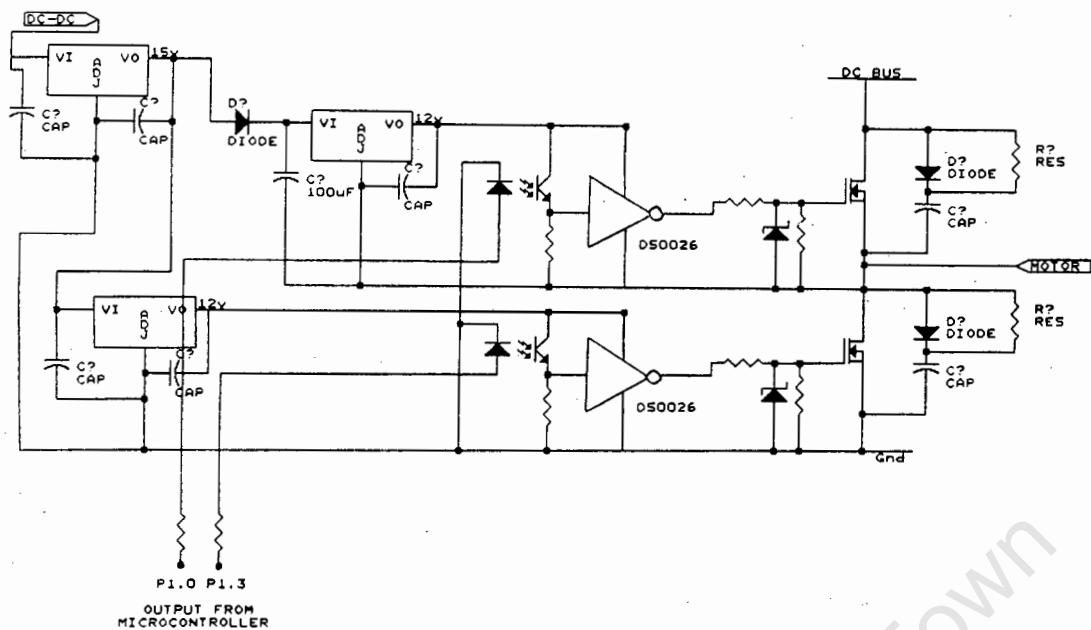 DC-DC
VI
VO
ADJ
15v
C?
CAP
C?
CAP
D?
DIODE
VI
VO
ADJ
12v
C?
100uF
C?
CAP
DS0026
DC BUS
D?
DIODE
R?
RES
C?
CAP
MOTOR
VI
VO
ADJ
12v
C?
CAP
C?
CAP
DS0026
D?
DIODE
R?
RES
C?
CAP
Gnd
P1.0 P1.3
OUTPUT FROM
MICROCONTROLLER
Town